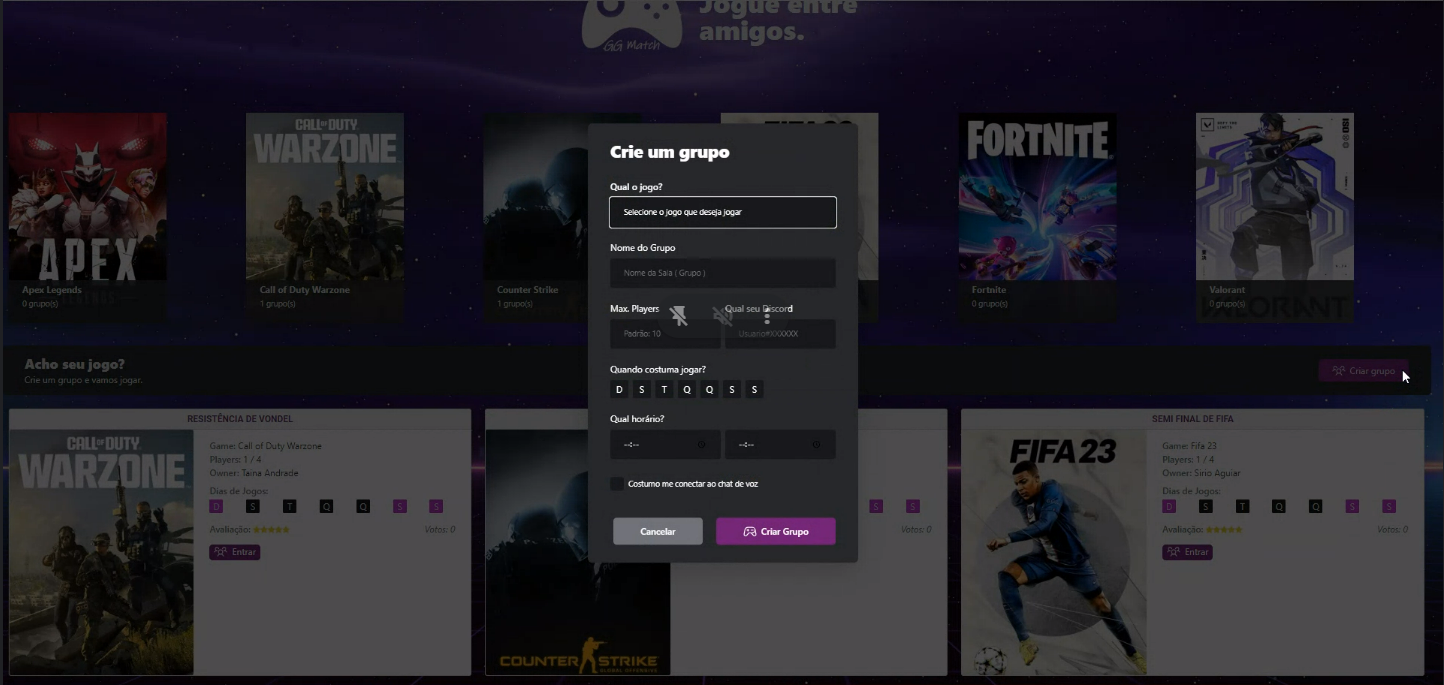 Jogue entre
amigos.
GG Match
CALL OF DUTY
WARZONE
FORTNITE
APEX
Apex Legends
0 grupo(s)
Call of Duty Warzone
1 grupo(s)
Counter Strike
1 grupo(s)
Fortnite
0 grupo(s)
VALORANT
Valorant
0 grupo(s)
Crie um grupo
Qual o jogo?
Selecione o jogo que deseja jogar
Nome do Grupo
Nome da Sala ( Grupo )
Max. Players
Qual seu Discord
Padrão: 10
Usuario#XXXXXX
Quando costuma jogar?
D S T Q Q S S
Qual horário?
--:-- --:--
Costumo me conectar ao chat de voz
Cancelar
Criar Grupo
Acho seu jogo?
Crie um grupo e vamos jogar.
Criar grupo
RESISTÊNCIA DE VONDEL
CALL OF DUTY
WARZONE
Game: Call of Duty Warzone
Players: 1 / 4
Owner: Taina Andrade
Dias de Jogos:
D S T Q Q S S
Avaliação: ★★★★★ Votos: 0
Entrar
COUNTER STRIKE
GLOBAL OFFENSIVE
S S
Votos: 0
SEMI FINAL DE FIFA
FIFA 23
Game: Fifa 23
Players: 1 / 4
Owner: Sirio Aguiar
Dias de Jogos:
D S T Q Q S S
Avaliação: ★★★★★ Votos: 0
Entrar